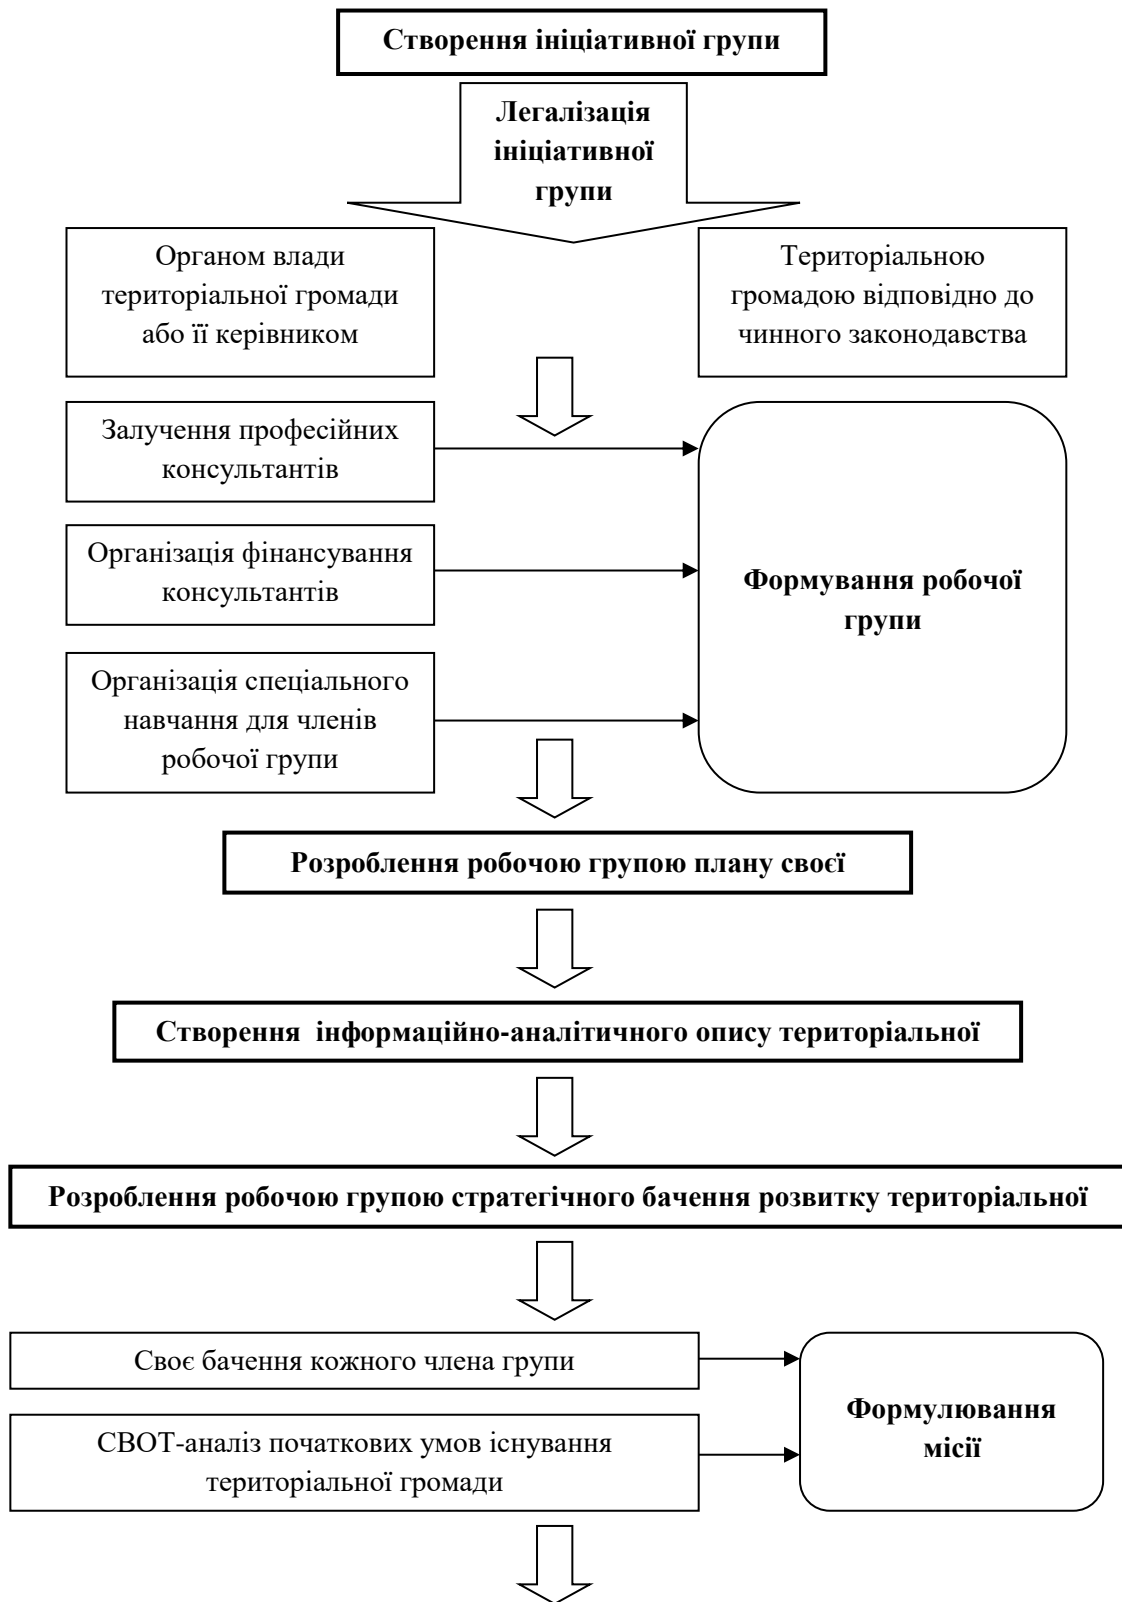 Створення ініціативної групи
Легалізація
ініціативної
групи
Органом влади
територіальної громади
або її керівником
Територіальною
громадою відповідно до
чинного законодавства
Залучення професійних
консультантів
Організація фінансування
консультантів
Організація спеціального
навчання для членів
робочої групи
Формування робочої
групи
Розроблення робочою групою плану своєї
Створення  інформаційно-аналітичного опису територіальної
Розроблення робочою групою стратегічного бачення розвитку територіальної
Своє бачення кожного члена групи
СВОТ-аналіз початкових умов існування
територіальної громади
Формулювання
місії